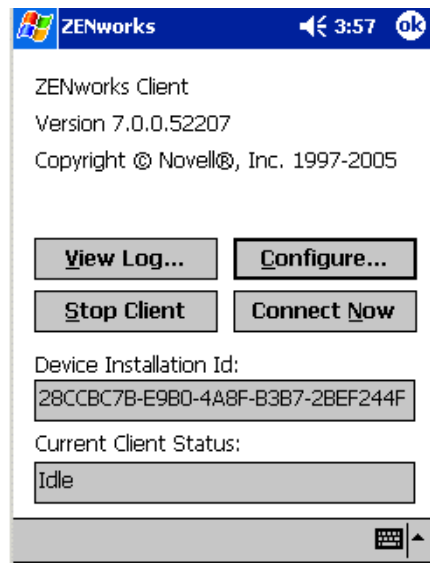 ZENworks 3:57 ok
ZENworks Client
Version 7.0.0.52207
Copyright © Novell®, Inc. 1997-2005
View Log... Configure...
Stop Client Connect Now
Device Installation Id:
28CCBC7B-E9B0-4A8F-B3B7-2BEF244F
Current Client Status:
Idle